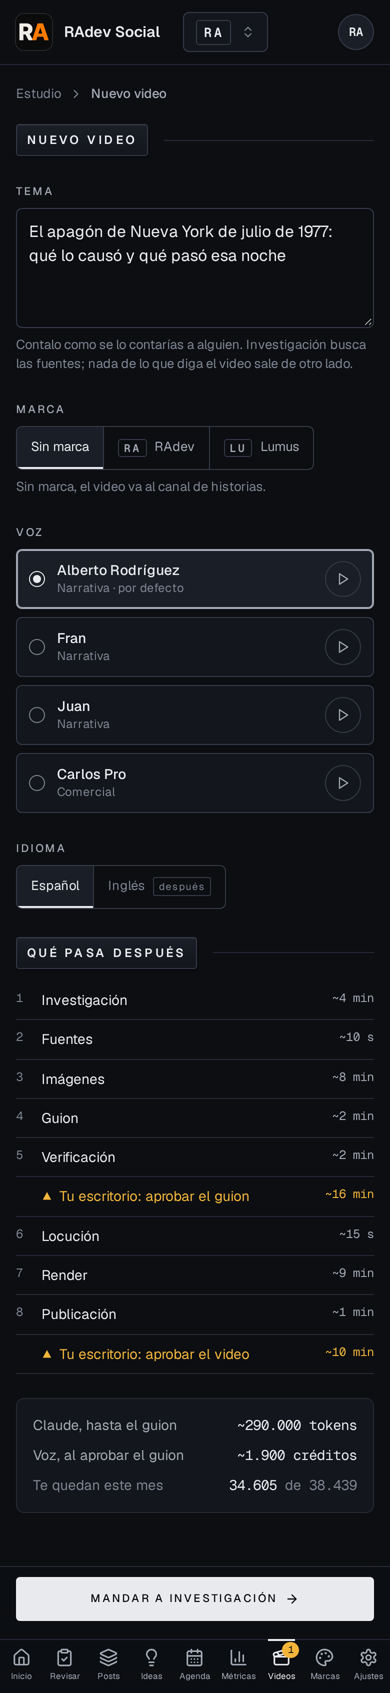 RA RAdev Social RA RA
Estudio > Nuevo video
NUEVO VIDEO
TEMA
El apagón de Nueva York de julio de 1977:
qué lo causó y qué pasó esa noche
Contalo como se lo contarías a alguien. Investigación busca
las fuentes; nada de lo que diga el video sale de otro lado.
MARCA
Sin marca RA RAdev LU Lumus
Sin marca, el video va al canal de historias.
VOZ
Alberto Rodríguez
Narrativa · por defecto
Fran
Narrativa
Juan
Narrativa
Carlos Pro
Comercial
IDIOMA
Español Inglés después
QUÉ PASA DESPUÉS
1 Investigación ~4 min
2 Fuentes ~10 s
3 Imágenes ~8 min
4 Guion ~2 min
5 Verificación ~2 min
▲ Tu escritorio: aprobar el guion ~16 min
6 Locución ~15 s
7 Render ~9 min
8 Publicación ~1 min
▲ Tu escritorio: aprobar el video ~10 min
Claude, hasta el guion ~290.000 tokens
Voz, al aprobar el guion ~1.900 créditos
Te quedan este mes 34.605 de 38.439
MANDAR A INVESTIGACIÓN →
1
Inicio Revisar Posts Ideas Agenda Métricas Videos Marcas Ajustes